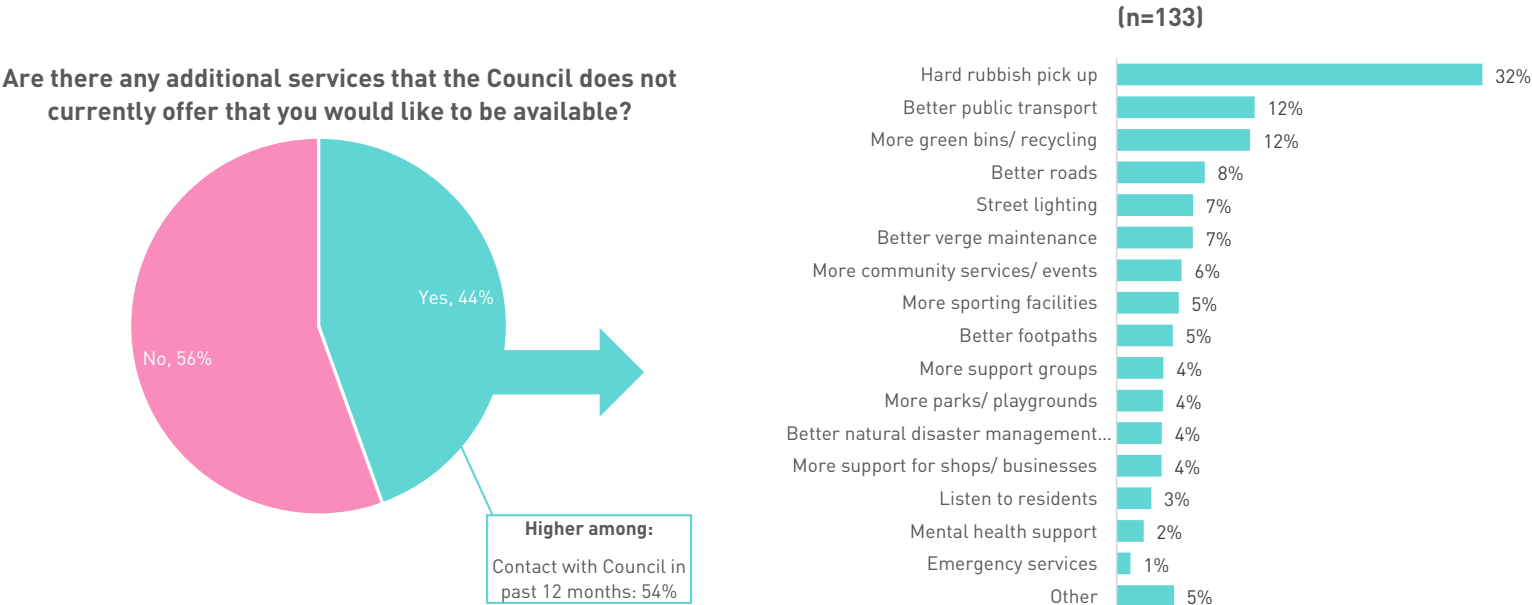 Are there any additional services that the Council does not
currently offer that you would like to be available?
Yes, 44%
No, 56%
Higher among:
Contact with Council in
past 12 months: 54%
(n=133)
Hard rubbish pick up 32%
Better public transport 12%
More green bins/ recycling 12%
Better roads 8%
Street lighting 7%
Better verge maintenance 7%
More community services/ events 6%
More sporting facilities 5%
Better footpaths 5%
More support groups 4%
More parks/ playgrounds 4%
Better natural disaster management... 4%
More support for shops/ businesses 4%
Listen to residents 3%
Mental health support 2%
Emergency services 1%
Other 5%